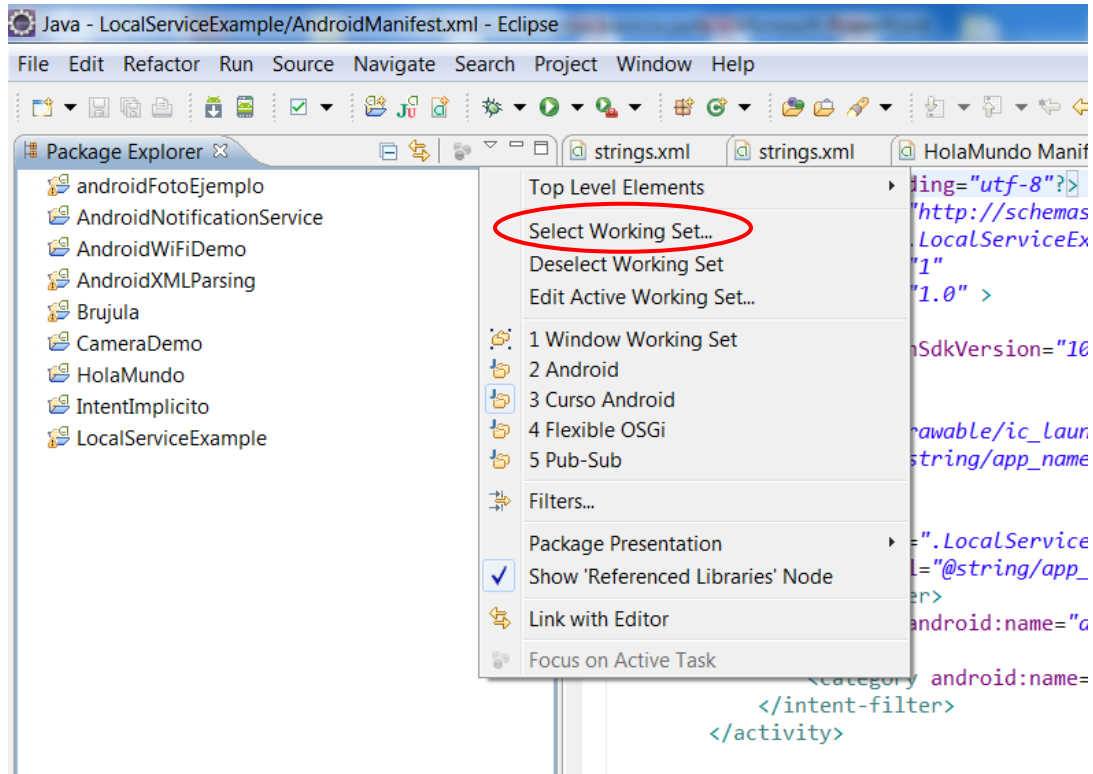 Java - LocalServiceExample/AndroidManifest.xml - Eclipse
File Edit Refactor Run Source Navigate Search Project Window Help
Package Explorer
strings.xml
strings.xml
HolaMundo Manif
androidFotoEjemplo
AndroidNotificationService
AndroidWiFiDemo
AndroidXMLParsing
Brujula
CameraDemo
HolaMundo
IntentImplicito
LocalServiceExample
Top Level Elements
Select Working Set...
Deselect Working Set
Edit Active Working Set...
1 Window Working Set
2 Android
3 Curso Android
4 Flexible OSGi
5 Pub-Sub
Filters...
Package Presentation
Show 'Referenced Libraries' Node
Link with Editor
Focus on Active Task
ding="utf-8"?>
"http://schemas
.LocalServiceEx
"1"
"1.0" >
nSdkVersion="10
rawable/ic_laun
string/app_name
=".LocalService
l="@string/app_
er>
android:name="a
<category android:name=
</intent-filter>
</activity>